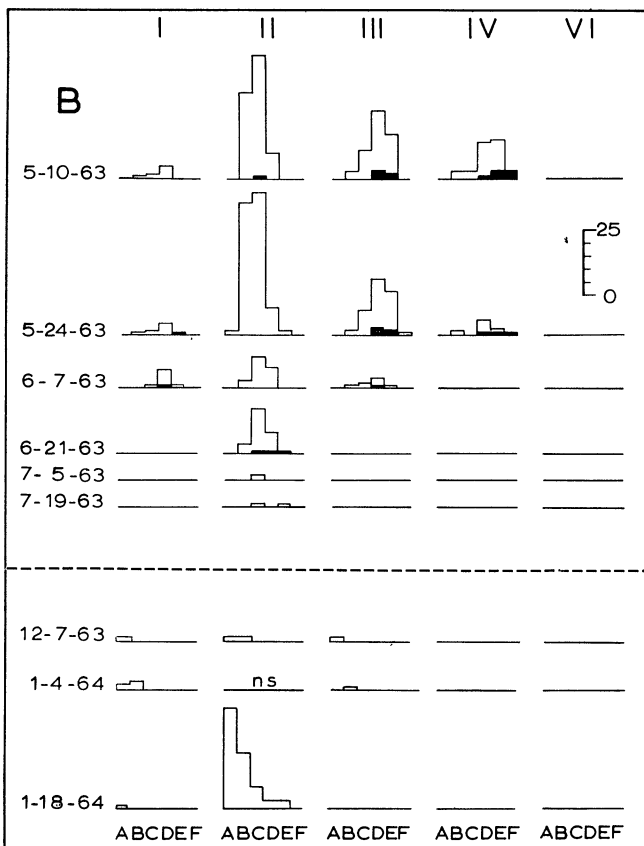 I II III IV VI
B
5-10-63
25
0
5-24-63
6-7-63
6-21-63
7-5-63
7-19-63
12-7-63
1-4-64 ns
1-18-64
ABCDEF ABCDEF ABCDEF ABCDEF ABCDEF